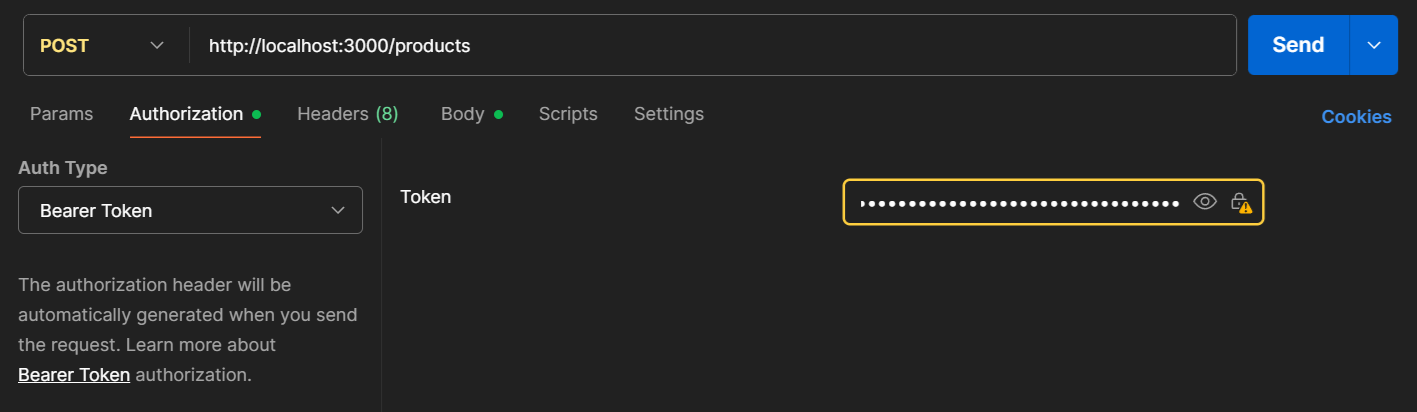 POST http://localhost:3000/products Send
Params Authorization Headers (8) Body Scripts Settings Cookies
Auth Type
Bearer Token
The authorization header will be
automatically generated when you send
the request. Learn more about
Bearer Token authorization.
Token ••••••••••••••••••••••••••••••••